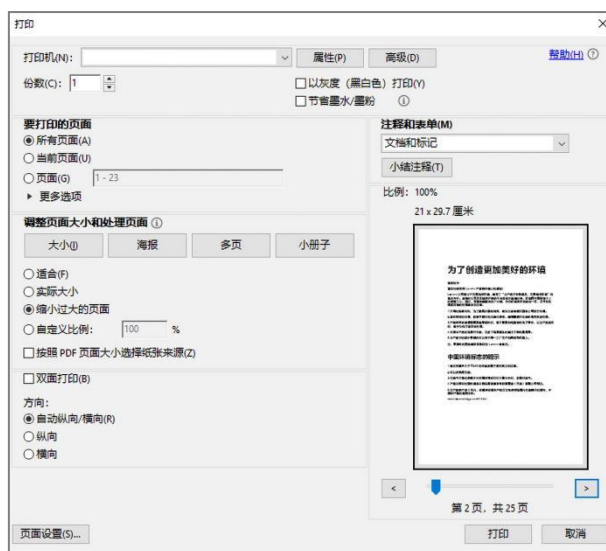 打印
打印机(N):
属性(P)
高级(D)
帮助(H)
份数(C): 1
以灰度（黑白色）打印(Y)
节省墨水/墨粉
要打印的页面
所有页面(A)
当前页面(U)
页面(G) 1 - 23
更多选项
调整页面大小和处理页面
大小(I)
海报
多页
小册子
适合(F)
实际大小
缩小过大的页面
自定义比例: 100 %
按照 PDF 页面大小选择纸张来源(Z)
双面打印(B)
方向:
自动纵向/横向(R)
纵向
横向
注释和表单(M)
文档和标记
小结注释(T)
比例: 100%
21 x 29.7 厘米
为了创造更加美好的环境
中国环境标志的提示
<
>
第 2 页，共 25 页
页面设置(S)...
打印
取消